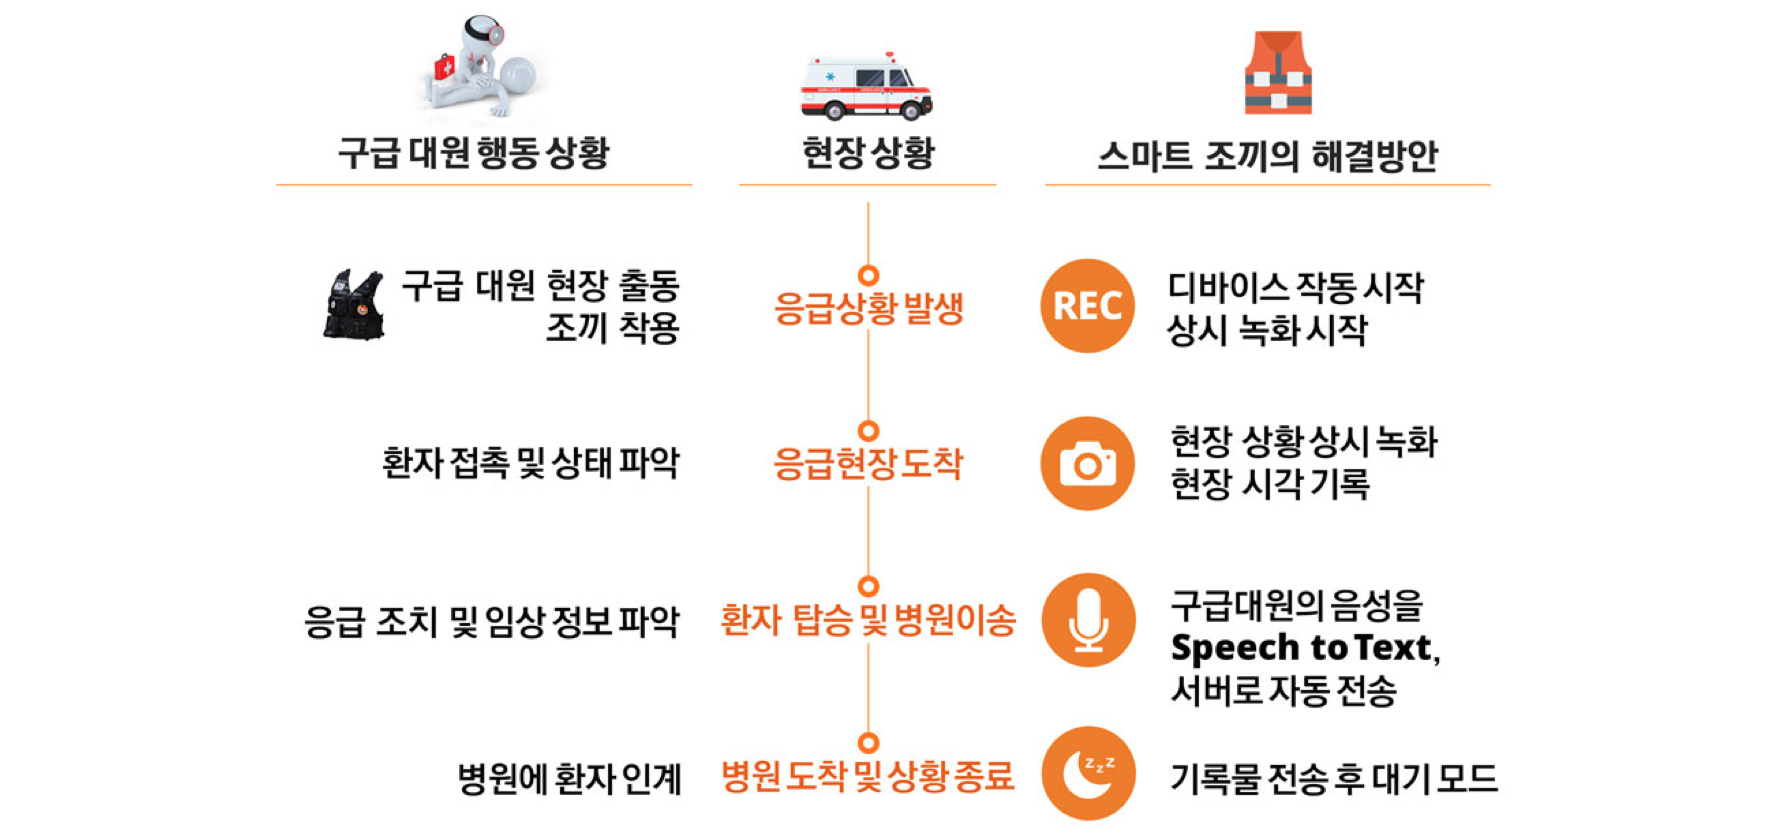 구급 대원 행동 상황
현장 상황
스마트 조끼의 해결방안
구급 대원 현장 출동
조끼 착용
응급상황 발생
REC
디바이스 작동 시작
상시 녹화 시작
환자 접촉 및 상태 파악
응급현장 도착
현장 상황 상시 녹화
현장 시각 기록
응급 조치 및 임상 정보 파악
환자 탑승 및 병원이송
구급대원의 음성을
Speech to Text,
서버로 자동 전송
병원에 환자 인계
병원 도착 및 상황 종료
zzz
기록물 전송 후 대기 모드